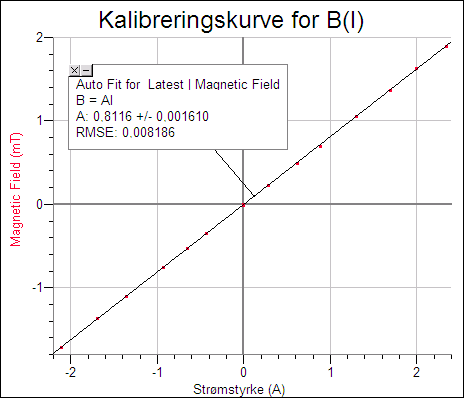 Kalibreringskurve for B(I)
2
Auto Fit for Latest | Magnetic Field
B = AI
A: 0,8116 +/- 0,001610
RMSE: 0,008186
1
Magnetic Field (mT)
0
-1
-2 -1 0 1 2
Strømstyrke (A)